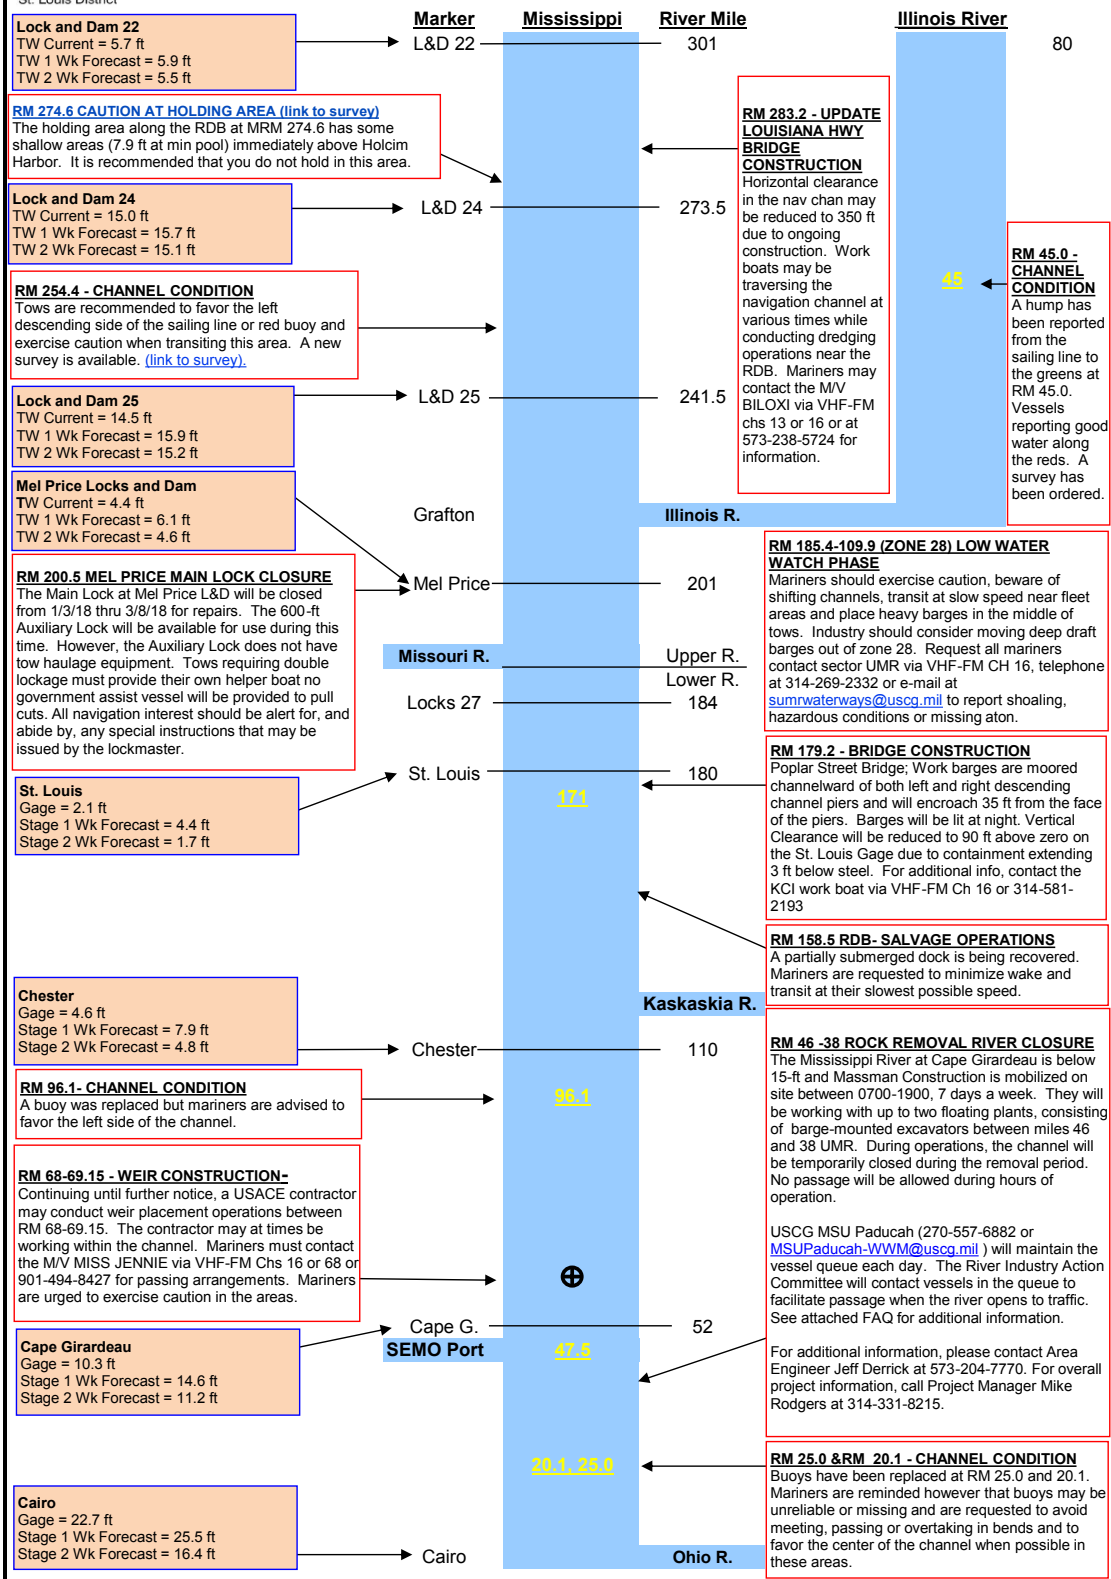 St. Louis District
Marker
Mississippi
River Mile
Illinois River
Lock and Dam 22
TW Current = 5.7 ft
TW 1 Wk Forecast = 5.9 ft
TW 2 Wk Forecast = 5.5 ft
L&D 22
301
80
RM 274.6 CAUTION AT HOLDING AREA (link to survey)
The holding area along the RDB at MRM 274.6 has some
shallow areas (7.9 ft at min pool) immediately above Holcim
Harbor. It is recommended that you do not hold in this area.
RM 283.2 - UPDATE
LOUISIANA HWY
BRIDGE
CONSTRUCTION
Horizontal clearance
in the nav chan may
be reduced to 350 ft
due to ongoing
construction. Work
boats may be
traversing the
navigation channel at
various times while
conducting dredging
operations near the
RDB. Mariners may
contact the M/V
BILOXI via VHF-FM
chs 13 or 16 or at
573-238-5724 for
information.
Lock and Dam 24
TW Current = 15.0 ft
TW 1 Wk Forecast = 15.7 ft
TW 2 Wk Forecast = 15.1 ft
L&D 24
273.5
45
RM 45.0 -
CHANNEL
CONDITION
A hump has
been reported
from the
sailing line to
the greens at
RM 45.0.
Vessels
reporting good
water along
the reds. A
survey has
been ordered.
RM 254.4 - CHANNEL CONDITION
Tows are recommended to favor the left
descending side of the sailing line or red buoy and
exercise caution when transiting this area. A new
survey is available. (link to survey).
Lock and Dam 25
TW Current = 14.5 ft
TW 1 Wk Forecast = 15.9 ft
TW 2 Wk Forecast = 15.2 ft
L&D 25
241.5
Mel Price Locks and Dam
TW Current = 4.4 ft
TW 1 Wk Forecast = 6.1 ft
TW 2 Wk Forecast = 4.6 ft
Grafton
Illinois R.
RM 200.5 MEL PRICE MAIN LOCK CLOSURE
The Main Lock at Mel Price L&D will be closed
from 1/3/18 thru 3/8/18 for repairs. The 600-ft
Auxiliary Lock will be available for use during this
time. However, the Auxiliary Lock does not have
tow haulage equipment. Tows requiring double
lockage must provide their own helper boat no
government assist vessel will be provided to pull
cuts. All navigation interest should be alert for, and
abide by, any special instructions that may be
issued by the lockmaster.
Mel Price
201
RM 185.4-109.9 (ZONE 28) LOW WATER
WATCH PHASE
Mariners should exercise caution, beware of
shifting channels, transit at slow speed near fleet
areas and place heavy barges in the middle of
tows. Industry should consider moving deep draft
barges out of zone 28. Request all mariners
contact sector UMR via VHF-FM CH 16, telephone
at 314-269-2332 or e-mail at
sumrwaterways@uscg.mil to report shoaling,
hazardous conditions or missing aton.
Missouri R.
Upper R.
Lower R.
Locks 27
184
St. Louis
180
171
RM 179.2 - BRIDGE CONSTRUCTION
Poplar Street Bridge; Work barges are moored
channelward of both left and right descending
channel piers and will encroach 35 ft from the face
of the piers. Barges will be lit at night. Vertical
Clearance will be reduced to 90 ft above zero on
the St. Louis Gage due to containment extending
3 ft below steel. For additional info, contact the
KCI work boat via VHF-FM Ch 16 or 314-581-
2193
St. Louis
Gage = 2.1 ft
Stage 1 Wk Forecast = 4.4 ft
Stage 2 Wk Forecast = 1.7 ft
RM 158.5 RDB- SALVAGE OPERATIONS
A partially submerged dock is being recovered.
Mariners are requested to minimize wake and
transit at their slowest possible speed.
Chester
Gage = 4.6 ft
Stage 1 Wk Forecast = 7.9 ft
Stage 2 Wk Forecast = 4.8 ft
Kaskaskia R.
Chester
110
RM 46 -38 ROCK REMOVAL RIVER CLOSURE
The Mississippi River at Cape Girardeau is below
15-ft and Massman Construction is mobilized on
site between 0700-1900, 7 days a week. They will
be working with up to two floating plants, consisting
of barge-mounted excavators between miles 46
and 38 UMR. During operations, the channel will
be temporarily closed during the removal period.
No passage will be allowed during hours of
operation.
USCG MSU Paducah (270-557-6882 or
MSUPaducah-WWM@uscg.mil ) will maintain the
vessel queue each day. The River Industry Action
Committee will contact vessels in the queue to
facilitate passage when the river opens to traffic.
See attached FAQ for additional information.
For additional information, please contact Area
Engineer Jeff Derrick at 573-204-7770. For overall
project information, call Project Manager Mike
Rodgers at 314-331-8215.
RM 96.1- CHANNEL CONDITION
A buoy was replaced but mariners are advised to
favor the left side of the channel.
96.1
RM 68-69.15 - WEIR CONSTRUCTION-
Continuing until further notice, a USACE contractor
may conduct weir placement operations between
RM 68-69.15. The contractor may at times be
working within the channel. Mariners must contact
the M/V MISS JENNIE via VHF-FM Chs 16 or 68 or
901-494-8427 for passing arrangements. Mariners
are urged to exercise caution in the areas.
Cape G.
52
SEMO Port
47.5
Cape Girardeau
Gage = 10.3 ft
Stage 1 Wk Forecast = 14.6 ft
Stage 2 Wk Forecast = 11.2 ft
20.1, 25.0
RM 25.0 &RM 20.1 - CHANNEL CONDITION
Buoys have been replaced at RM 25.0 and 20.1.
Mariners are reminded however that buoys may be
unreliable or missing and are requested to avoid
meeting, passing or overtaking in bends and to
favor the center of the channel when possible in
these areas.
Cairo
Gage = 22.7 ft
Stage 1 Wk Forecast = 25.5 ft
Stage 2 Wk Forecast = 16.4 ft
Cairo
Ohio R.